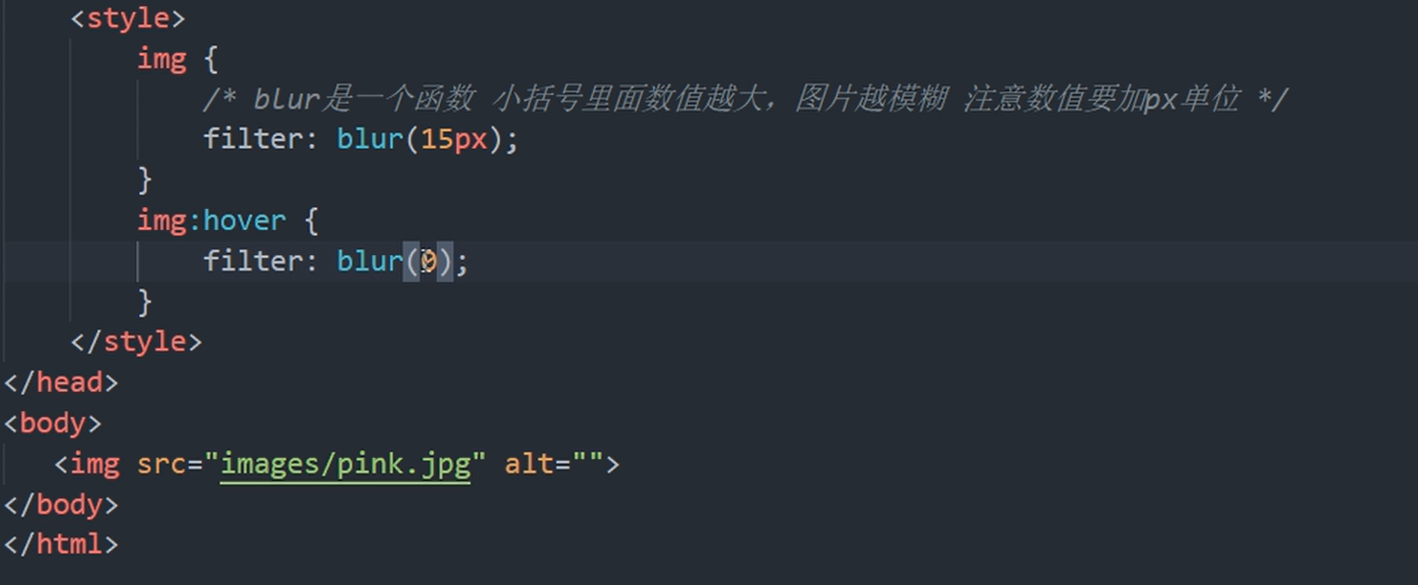 <style>
img {
/* blur是一个函数 小括号里面数值越大，图片越模糊 注意数值要加px单位 */
filter: blur(15px);
}
img:hover {
filter: blur(0);
}
</style>
</head>
<body>
<img src="images/pink.jpg" alt="">
</body>
</html>